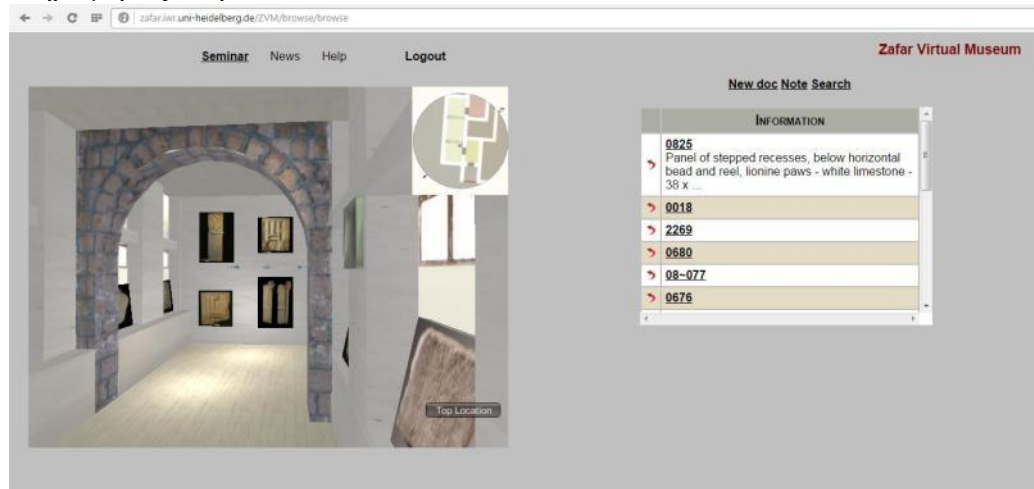 zafar.iwr.uni-heidelberg.de/ZVM/browse/browse
Zafar Virtual Museum
Seminar News Help Logout
New doc Note Search
INFORMATION
0825
Panel of stepped recesses, below horizontal
bead and reel, lionine paws - white limestone -
38 x ...
0018
2269
0680
08~077
0676
Top Location